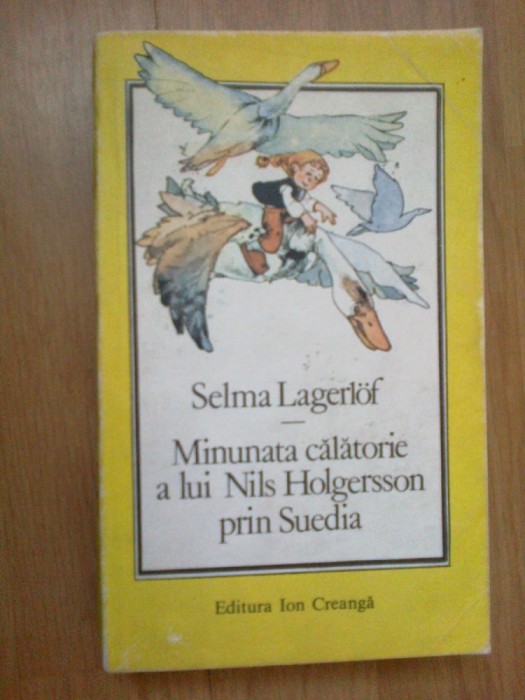 Selma Lagerlöf
Minunata călătorie
a lui Nils Holgersson
prin Suedia
Editura Ion Creangă